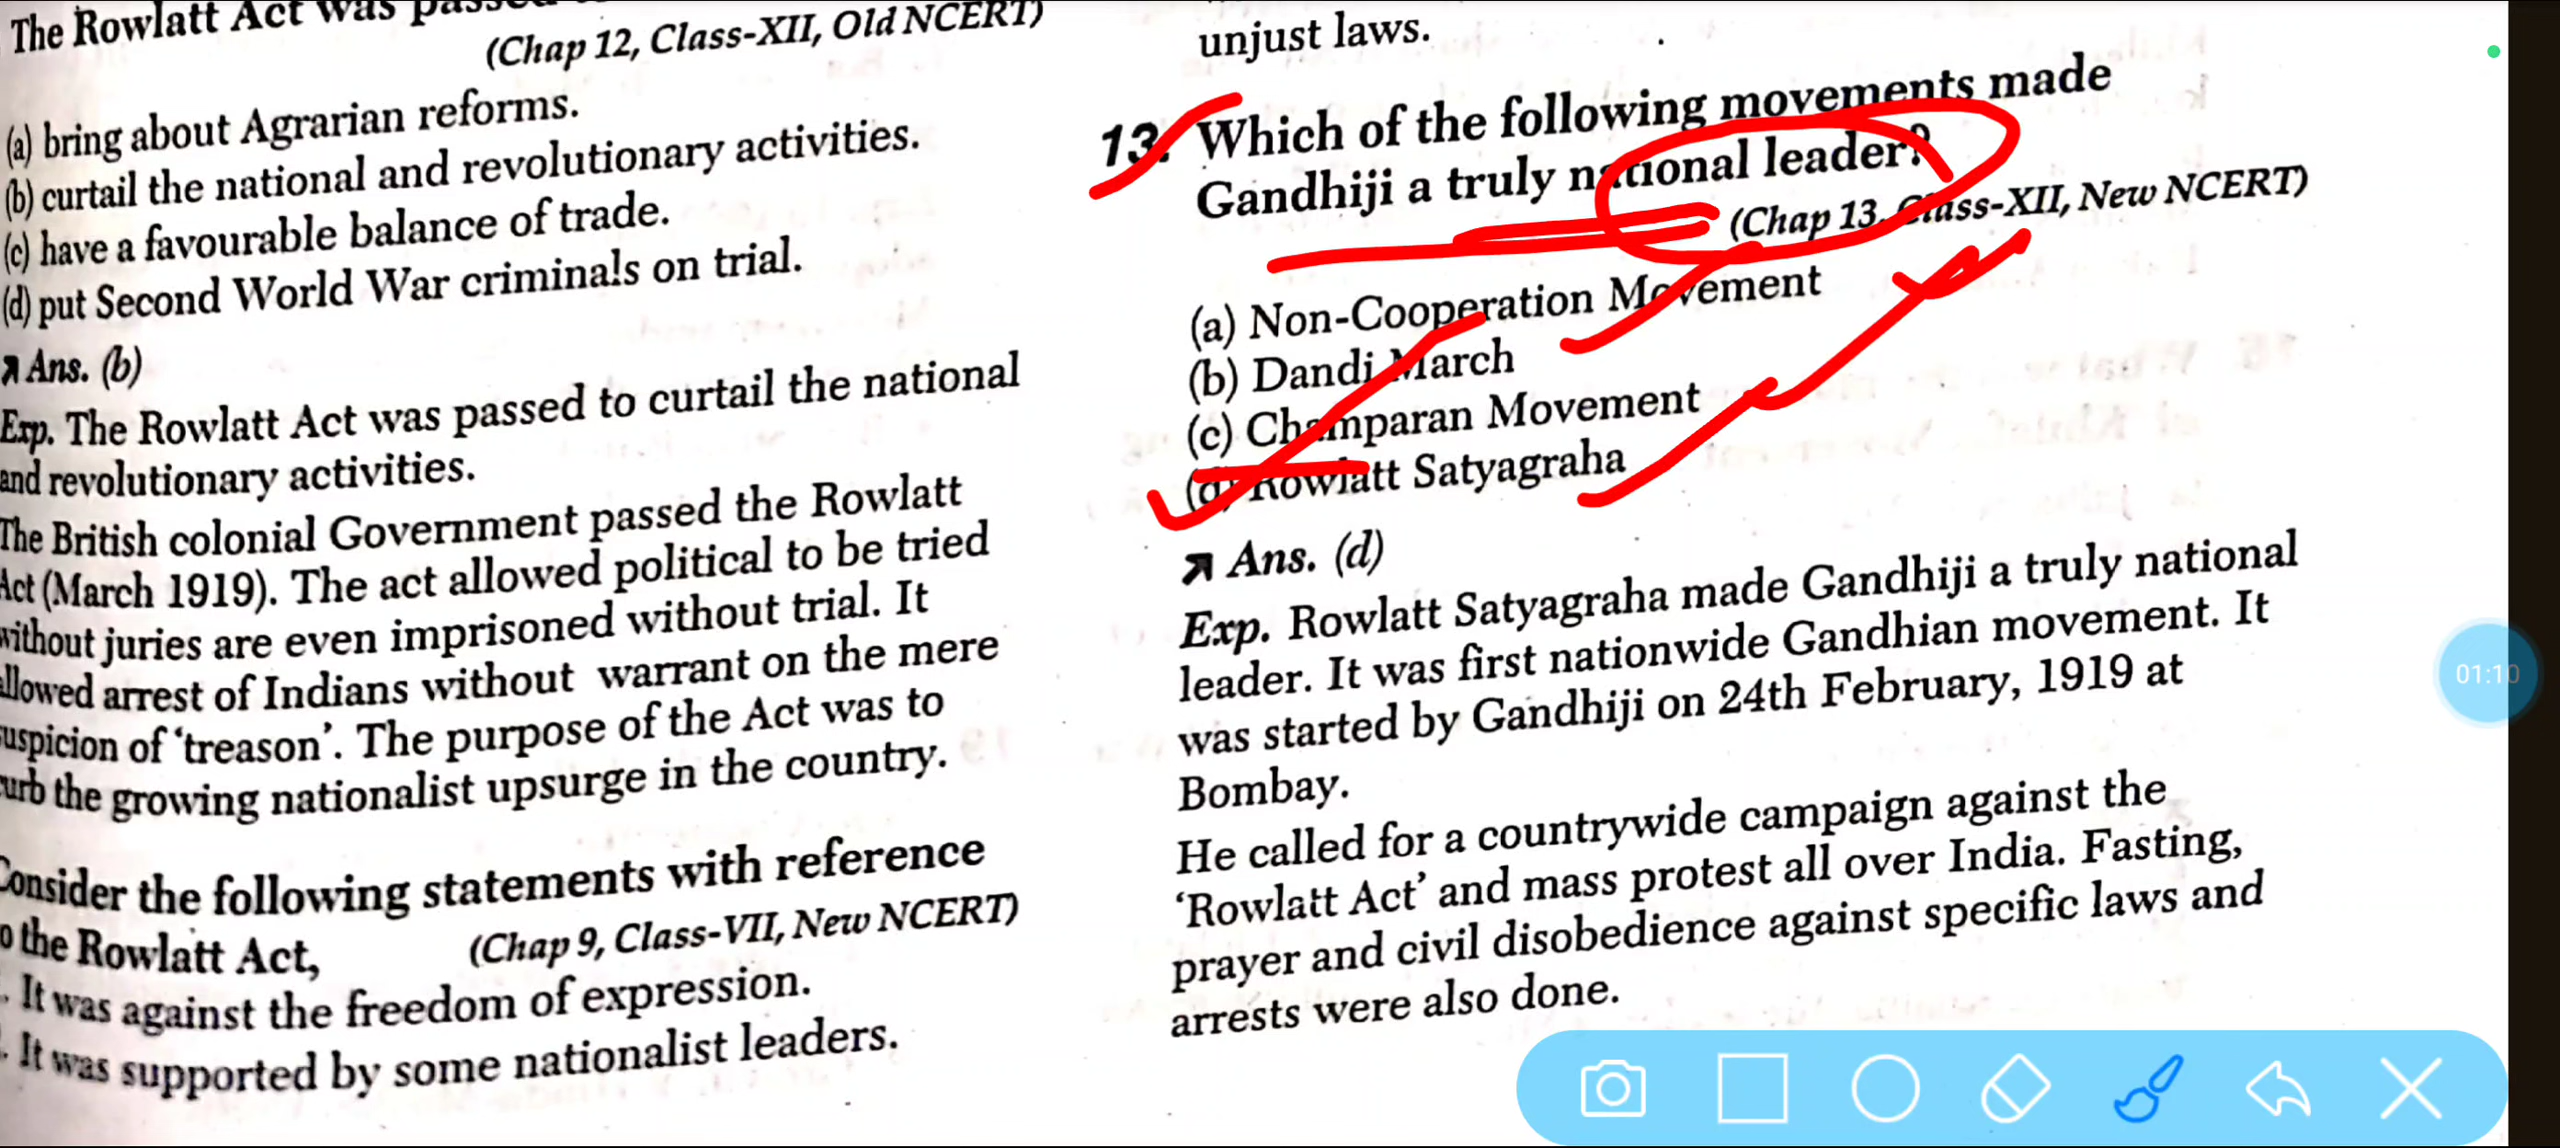 The Rowlatt Act was passed
(Chap 12, Class-XII, Old NCERT)
(a) bring about Agrarian reforms.
(b) curtail the national and revolutionary activities.
(c) have a favourable balance of trade.
(d) put Second World War criminals on trial.
Ans. (b)
Exp. The Rowlatt Act was passed to curtail the national
and revolutionary activities.
The British colonial Government passed the Rowlatt
Act (March 1919). The act allowed political to be tried
without juries are even imprisoned without trial. It
allowed arrest of Indians without warrant on the mere
suspicion of ‘treason’. The purpose of the Act was to
curb the growing nationalist upsurge in the country.
Consider the following statements with reference
to the Rowlatt Act, (Chap 9, Class-VII, New NCERT)
. It was against the freedom of expression.
. It was supported by some nationalist leaders.
unjust laws.
13. Which of the following movements made
Gandhiji a truly national leader?
(Chap 13, Class-XII, New NCERT)
(a) Non-Cooperation Movement
(b) Dandi March
(c) Champaran Movement
(d) Rowlatt Satyagraha
Ans. (d)
Exp. Rowlatt Satyagraha made Gandhiji a truly national
leader. It was first nationwide Gandhian movement. It
was started by Gandhiji on 24th February, 1919 at
Bombay.
He called for a countrywide campaign against the
‘Rowlatt Act’ and mass protest all over India. Fasting,
prayer and civil disobedience against specific laws and
arrests were also done.
01:10